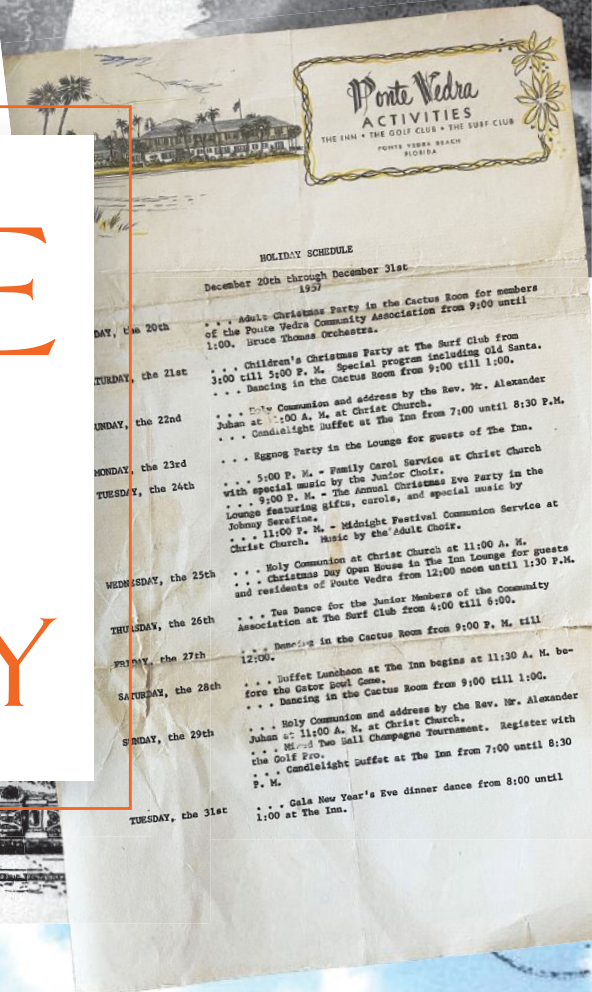 E
Y
Ponte Vedra
ACTIVITIES
THE INN • THE GOLF CLUB • THE SURF CLUB
PONTE VEDRA BEACH
FLORIDA
HOLIDAY SCHEDULE
December 20th through December 31st
1957
DAY, the 20th
. . . Adult Christmas Party in the Cactus Room for members
of the Ponte Vedra Community Association from 9:00 until
1:00. Bruce Thomas Orchestra.
TURDAY, the 21st
. . . Children's Christmas Party at The Surf Club from
3:00 till 5:00 P. M. Special program including Old Santa.
. . . Dancing in the Cactus Room from 9:00 till 1:00.
UNDAY, the 22nd
. . . Holy Communion and address by the Rev. Mr. Alexander
Juhan at :00 A. M. at Christ Church.
. . . Candlelight Buffet at The Inn from 7:00 until 8:30 P.M.
MONDAY, the 23rd
. . . Eggnog Party in the Lounge for guests of The Inn.
TUESDAY, the 24th
. . . 5:00 P. M. - Family Carol Service at Christ Church
with special music by the Junior Choir.
. . . 9:00 P. M. - The Annual Christmas Eve Party in the
Lounge featuring gifts, carols, and special music by
Johnny Serefine.
. . . 11:00 P. M. - Midnight Festival Communion Service at
Christ Church. Music by the Adult Choir.
WEDNESDAY, the 25th
. . . Holy Communion at Christ Church at 11:00 A. M.
. . . Christmas Day Open House in The Inn Lounge for guests
and residents of Ponte Vedra from 12:00 noon until 1:30 P.M.
THURSDAY, the 26th
. . . Tea Dance for the Junior Members of the Community
Association at The Surf Club from 4:00 till 6:00.
FRIDAY, the 27th
. . . Dancing in the Cactus Room from 9:00 P. M. till
12:00.
SATURDAY, the 28th
. . . Buffet Luncheon at The Inn begins at 11:30 A. M. be-
fore the Gator Bowl Game.
. . . Dancing in the Cactus Room from 9:00 till 1:00.
SUNDAY, the 29th
. . . Holy Communion and address by the Rev. Mr. Alexander
Juhan at 11:00 A. M. at Christ Church.
. . . Mixed Two Ball Champagne Tournament. Register with
the Golf Pro.
. . . Candlelight Buffet at The Inn from 7:00 until 8:30
P. M.
TUESDAY, the 31st
. . . Gala New Year's Eve dinner dance from 8:00 until
1:00 at The Inn.